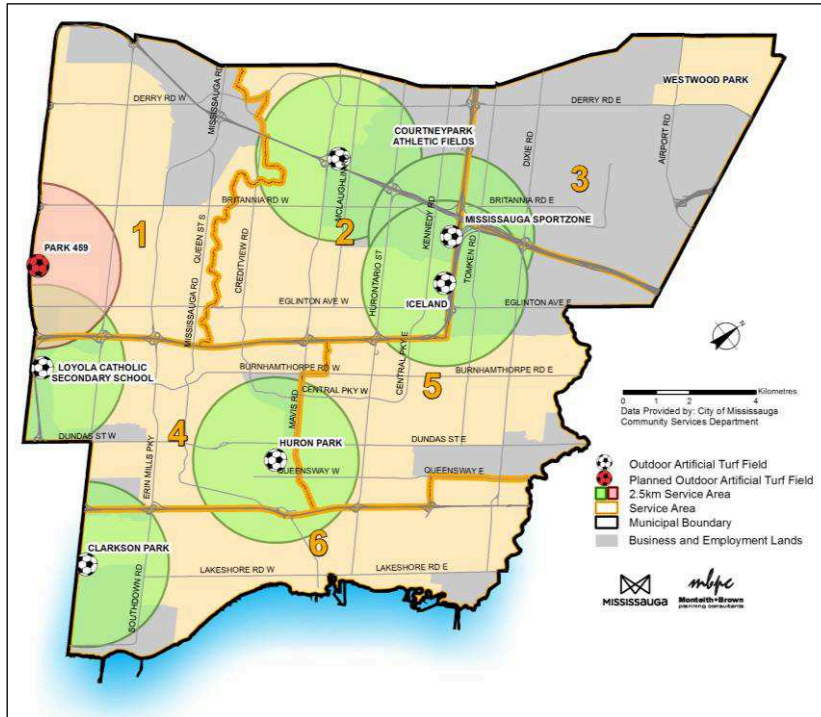 WESTWOOD PARK
MISSISSAUGA RD
DERRY RD W
DERRY RD E
COURTNEYPARK
ATHLETIC FIELDS
DIXIE RD
AIRPORT RD
MCLAUGHLIN RD
3
BRITANNIA RD W
BRITANNIA RD E
KENNEDY RD
MISSISSAUGA SPORTZONE
1
2
QUEEN ST S
CREDITVIEW RD
HURONTARIO ST
TOMKEN RD
PARK 459
ICELAND
MISSISSAUGA RD
EGLINTON AVE W
EGLINTON AVE E
CENTRAL PKY E
LOYOLA CATHOLIC
SECONDARY SCHOOL
BURNHAMTHORPE RD W
BURNHAMTHORPE RD E
5
CENTRAL PKY W
MAVIS RD
0 1 2 4
Kilometres
Data Provided by: City of Mississauga
Community Services Department
4
DUNDAS ST W
DUNDAS ST E
HURON PARK
ERIN MILLS PKY
QUEENSWAY W
QUEENSWAY E
Outdoor Artificial Turf Field
Planned Outdoor Artificial Turf Field
2.5km Service Area
Service Area
Municipal Boundary
Business and Employment Lands
6
CLARKSON PARK
SOUTHDOWN RD
LAKESHORE RD W
LAKESHORE RD E
MISSISSAUGA
mbpc
Monteith+Brown
planning consultants